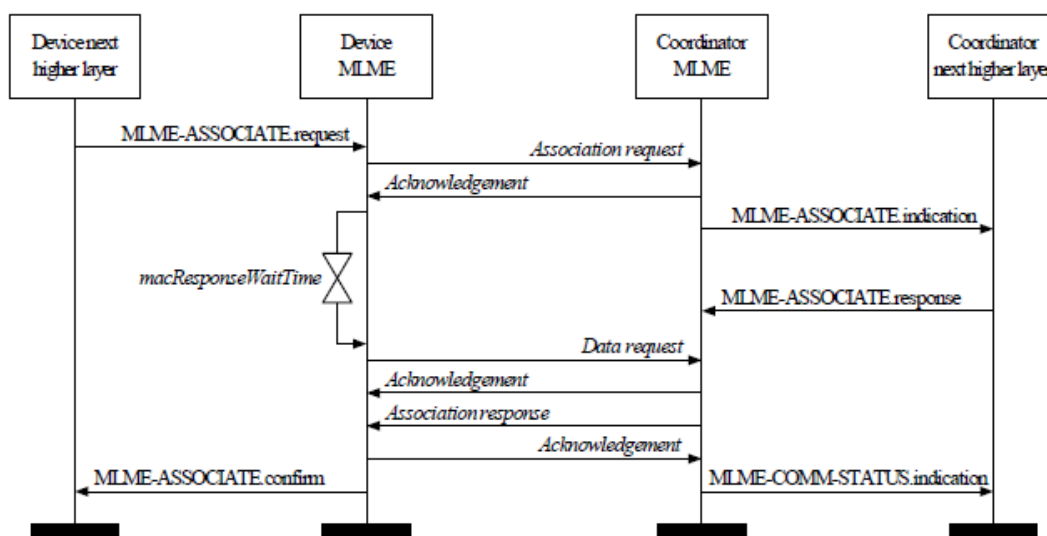 Device next
higher layer
Device
MLME
Coordinator
MLME
Coordinator
next higher layer
MLME-ASSOCIATE.request
Association request
Acknowledgement
MLME-ASSOCIATE.indication
macResponseWaitTime
MLME-ASSOCIATE.response
Data request
Acknowledgement
Association response
Acknowledgement
MLME-ASSOCIATE.confirm
MLME-COMM-STATUS.indication